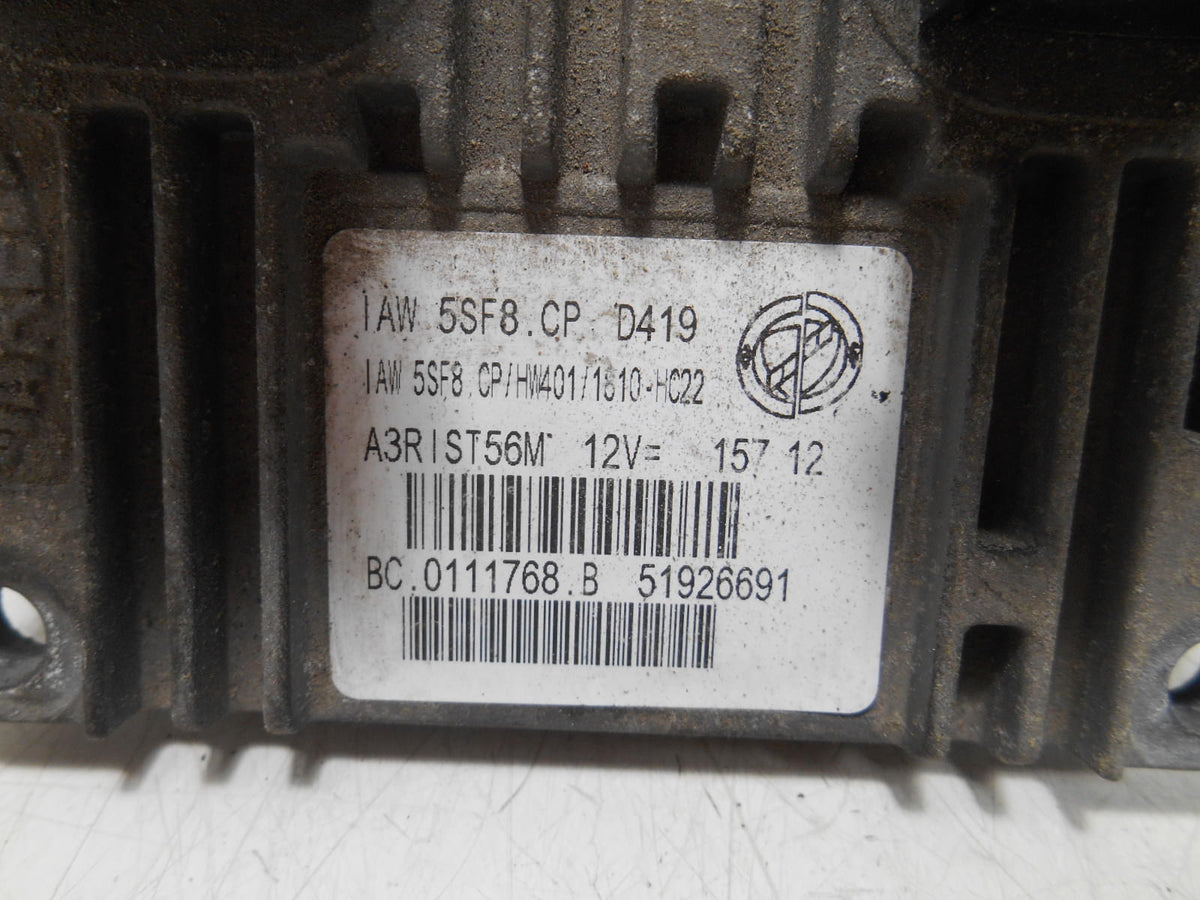 IAW 5SF8.CP D419
IAW 5SF8.CP/HW401/1610-HC22
A3RIST56M 12V= 157 12
BC.0111768.B 51926691